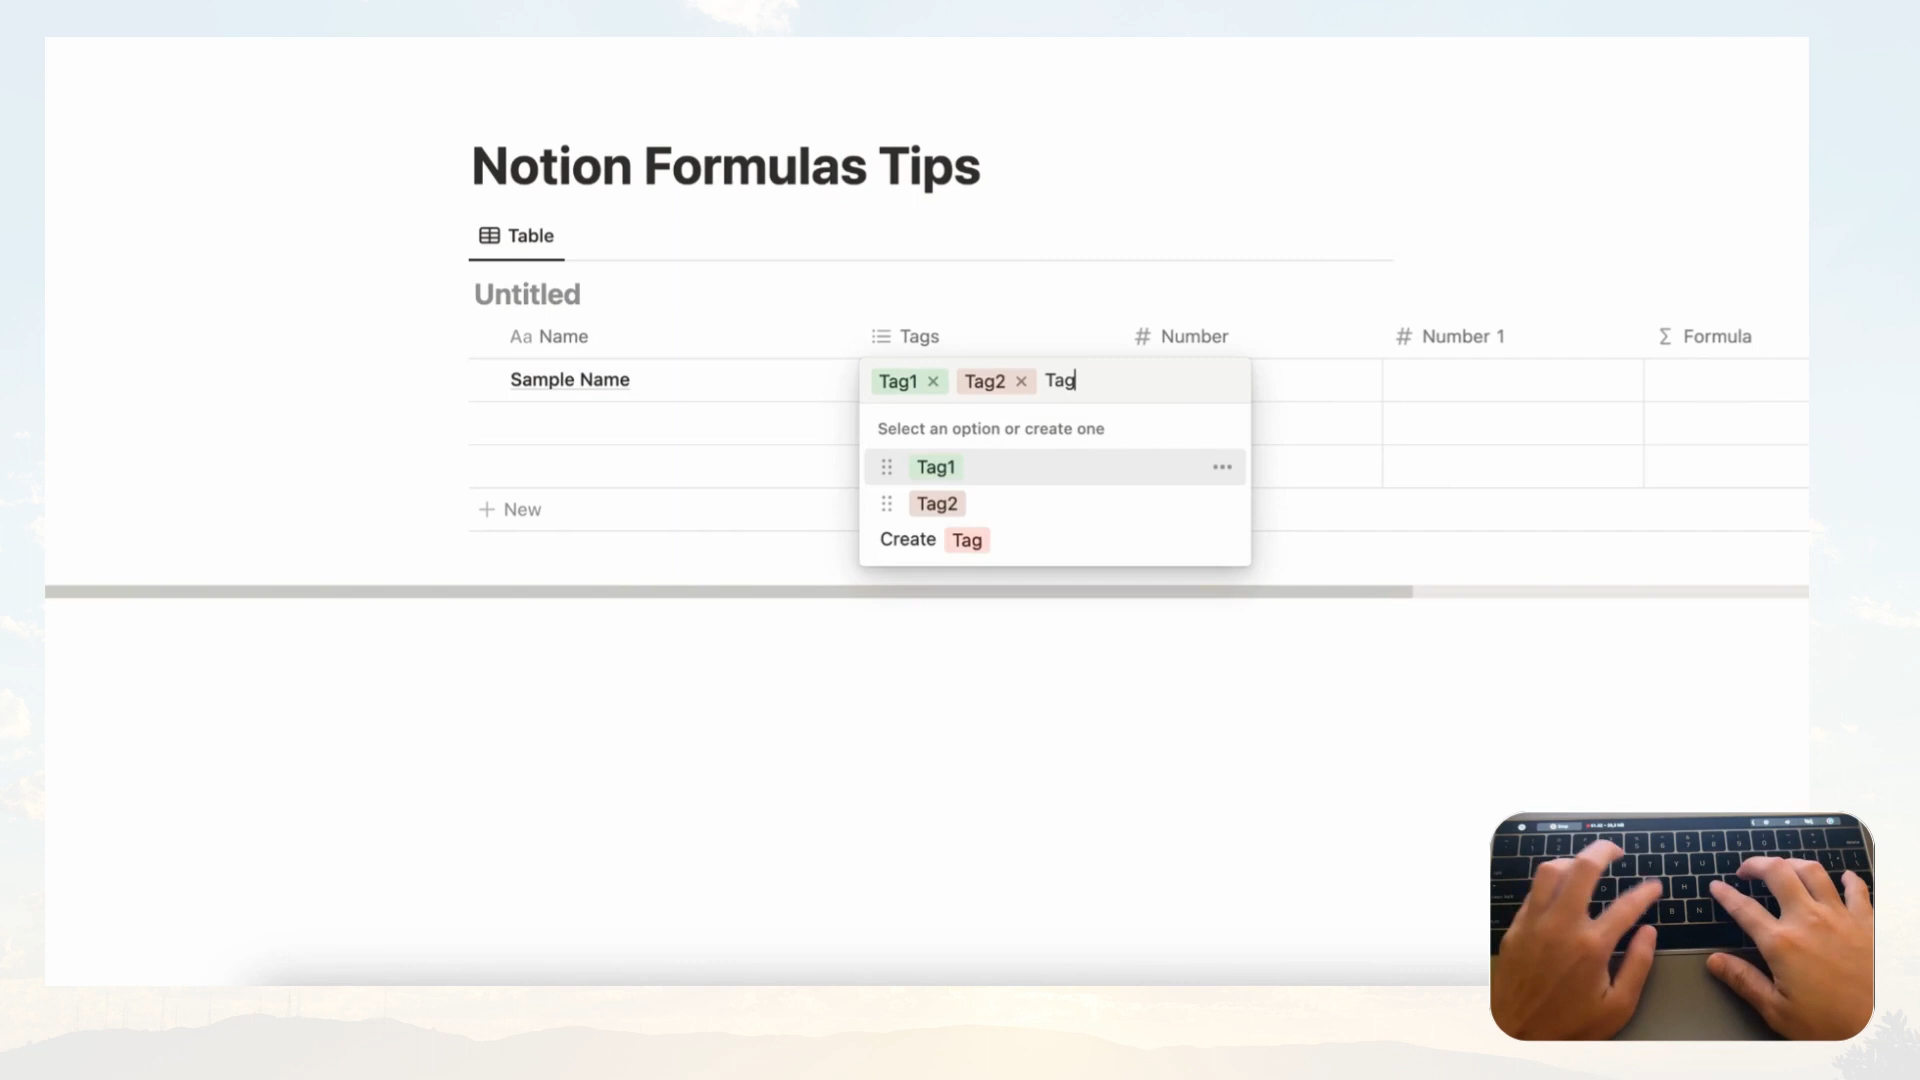 Notion Formulas Tips
Table
Untitled
Aa Name Tags # Number # Number 1 Σ Formula
Sample Name Tag1 × Tag2 × Tag
Select an option or create one
Tag1
Tag2
+ New
Create Tag